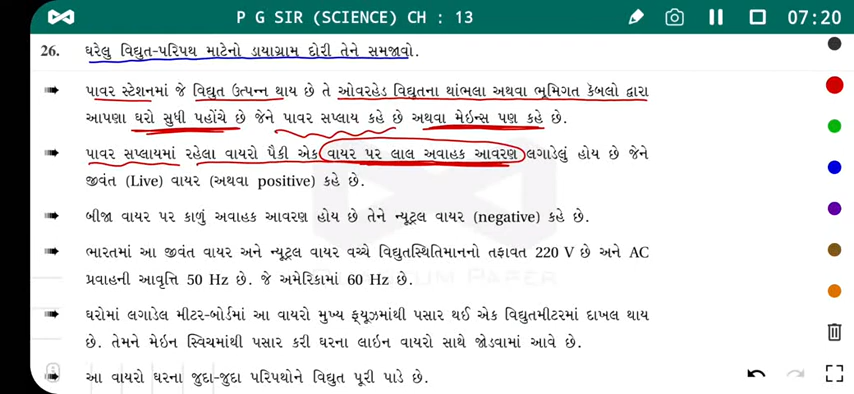 P G SIR (SCIENCE) CH : 13
07:20
26. ઘરેલુ વિદ્યુત-પરિપથ માટેનો ડાયાગ્રામ દોરી તેને સમજાવો.
પાવર સ્ટેશનમાં જે વિદ્યુત ઉત્પન્ન થાય છે તે ઓવરહેડ વિદ્યુતના થાંભલા અથવા ભૂમિગત કેબલો દ્વારા
આપણા ઘરો સુધી પહોંચે છે જેને પાવર સપ્લાય કહે છે અથવા મેઇન્સ પણ કહે છે.
પાવર સપ્લાયમાં રહેલા વાયરો પૈકી એક વાયર પર લાલ અવાહક આવરણ લગાડેલું હોય છે જેને
જીવંત (Live) વાયર (અથવા positive) કહે છે.
બીજા વાયર પર કાળું અવાહક આવરણ હોય છે તેને ન્યૂટ્રલ વાયર (negative) કહે છે.
ભારતમાં આ જીવંત વાયર અને ન્યૂટ્રલ વાયર વચ્ચે વિદ્યુતસ્થિતિમાનનો તફાવત 220 V છે અને AC
પ્રવાહની આવૃત્તિ 50 Hz છે. જે અમેરિકામાં 60 Hz છે.
ઘરોમાં લગાડેલ મીટર-બોર્ડમાં આ વાયરો મુખ્ય ફ્યૂઝમાંથી પસાર થઈ એક વિદ્યુતમીટરમાં દાખલ થાય
છે. તેમને મેઇન સ્વિચમાંથી પસાર કરી ઘરના લાઇન વાયરો સાથે જોડવામાં આવે છે.
આ વાયરો ઘરના જુદા-જુદા પરિપથોને વિદ્યુત પૂરી પાડે છે.